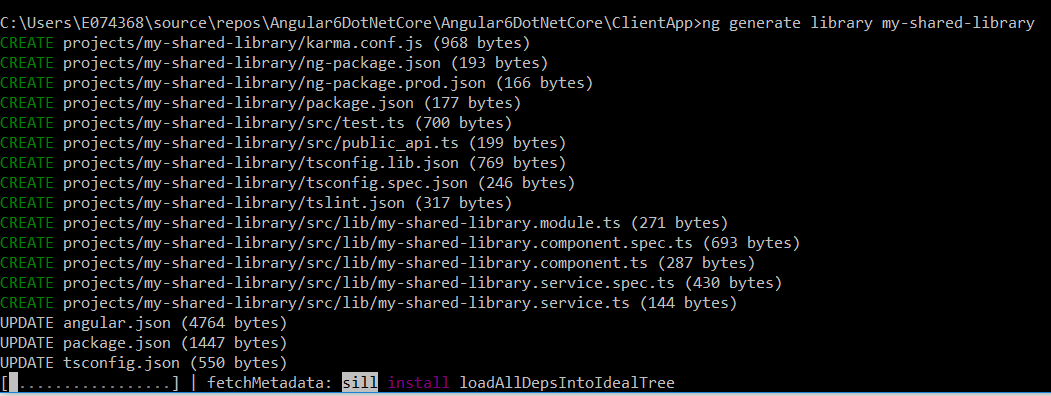 C:\Users\E074368\source\repos\Angular6DotNetCore\Angular6DotNetCore\ClientApp>ng generate library my-shared-library
CREATE projects/my-shared-library/karma.conf.js (968 bytes)
CREATE projects/my-shared-library/ng-package.json (193 bytes)
CREATE projects/my-shared-library/ng-package.prod.json (166 bytes)
CREATE projects/my-shared-library/package.json (177 bytes)
CREATE projects/my-shared-library/src/test.ts (700 bytes)
CREATE projects/my-shared-library/src/public_api.ts (199 bytes)
CREATE projects/my-shared-library/tsconfig.lib.json (769 bytes)
CREATE projects/my-shared-library/tsconfig.spec.json (246 bytes)
CREATE projects/my-shared-library/tslint.json (317 bytes)
CREATE projects/my-shared-library/src/lib/my-shared-library.module.ts (271 bytes)
CREATE projects/my-shared-library/src/lib/my-shared-library.component.spec.ts (693 bytes)
CREATE projects/my-shared-library/src/lib/my-shared-library.component.ts (287 bytes)
CREATE projects/my-shared-library/src/lib/my-shared-library.service.spec.ts (430 bytes)
CREATE projects/my-shared-library/src/lib/my-shared-library.service.ts (144 bytes)
UPDATE angular.json (4764 bytes)
UPDATE package.json (1447 bytes)
UPDATE tsconfig.json (550 bytes)
[ .................] | fetchMetadata: sill install loadAllDepsIntoIdealTree